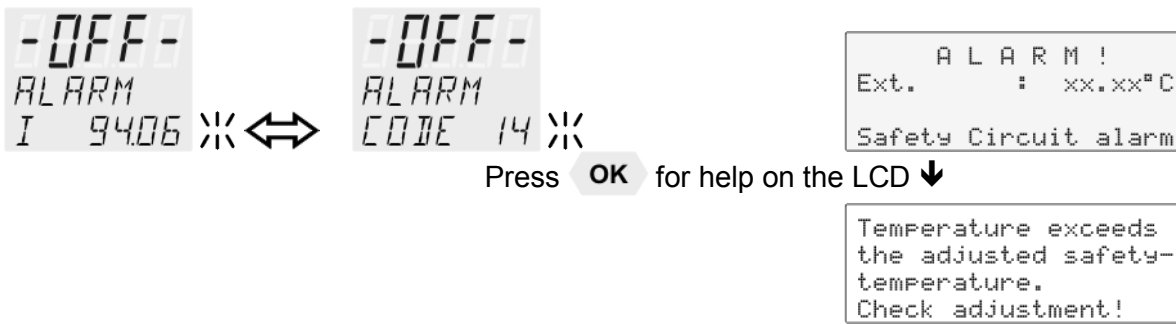 -OFF-
ALARM
I 94.06
-OFF-
ALARM
CODE 14
A L A R M !
Ext. : xx.xx°C
Safety Circuit alarm
Press OK for help on the LCD
Temperature exceeds
the adjusted safety-
temperature.
Check adjustment!